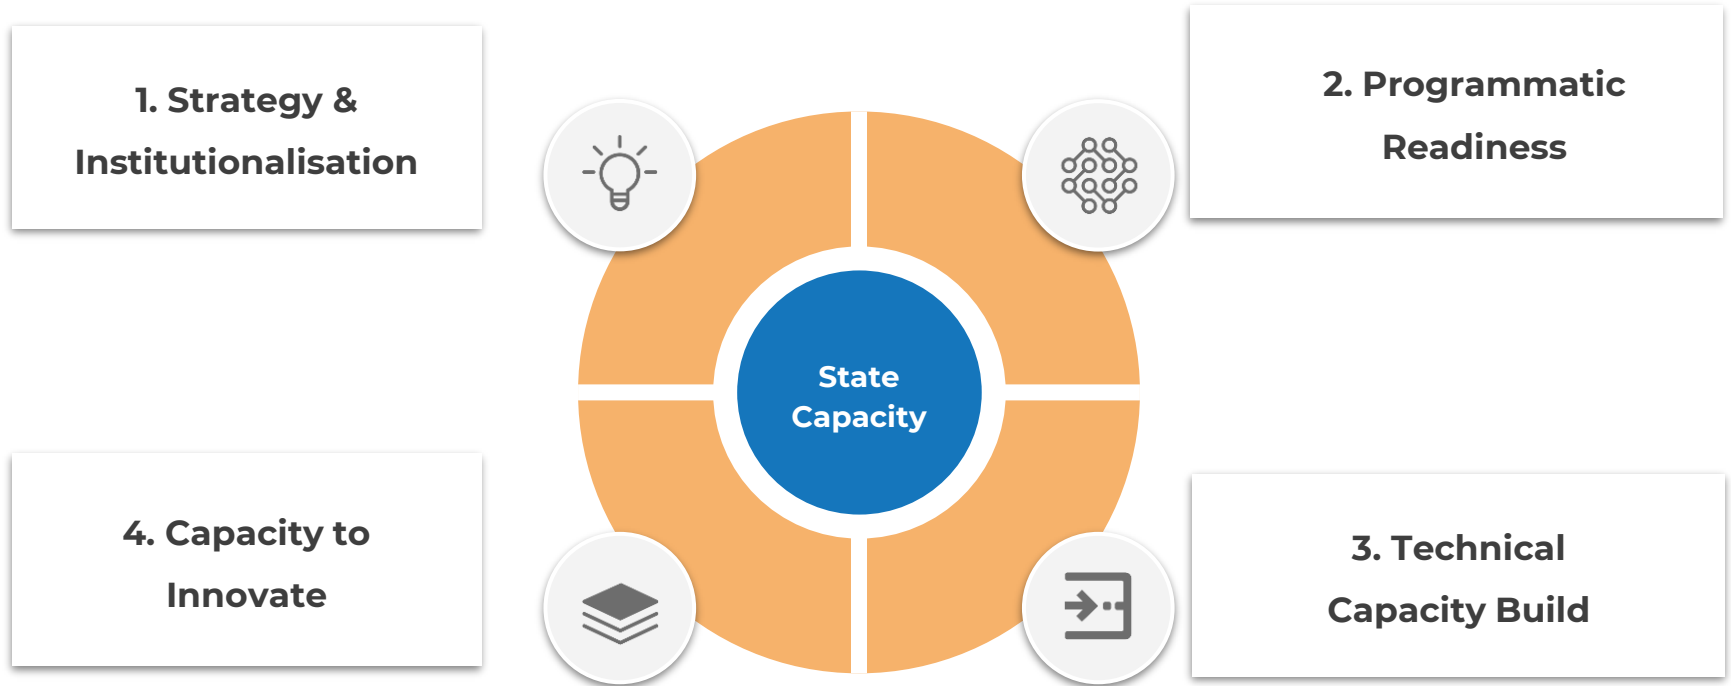 1. Strategy &
Institutionalisation
2. Programmatic
Readiness
State
Capacity
4. Capacity to
Innovate
3. Technical
Capacity Build